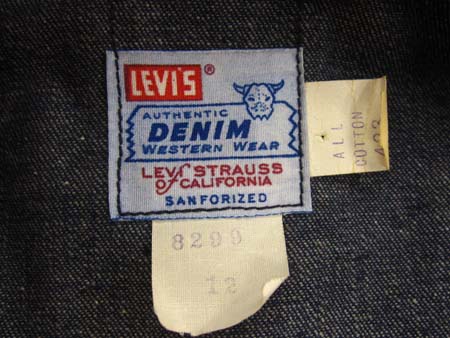 LEVI'S®
AUTHENTIC
DENIM
WESTERN WEAR
LEVI STRAUSS
OF CALIFORNIA
SANFORIZED
ALL
COTTON
8299
12